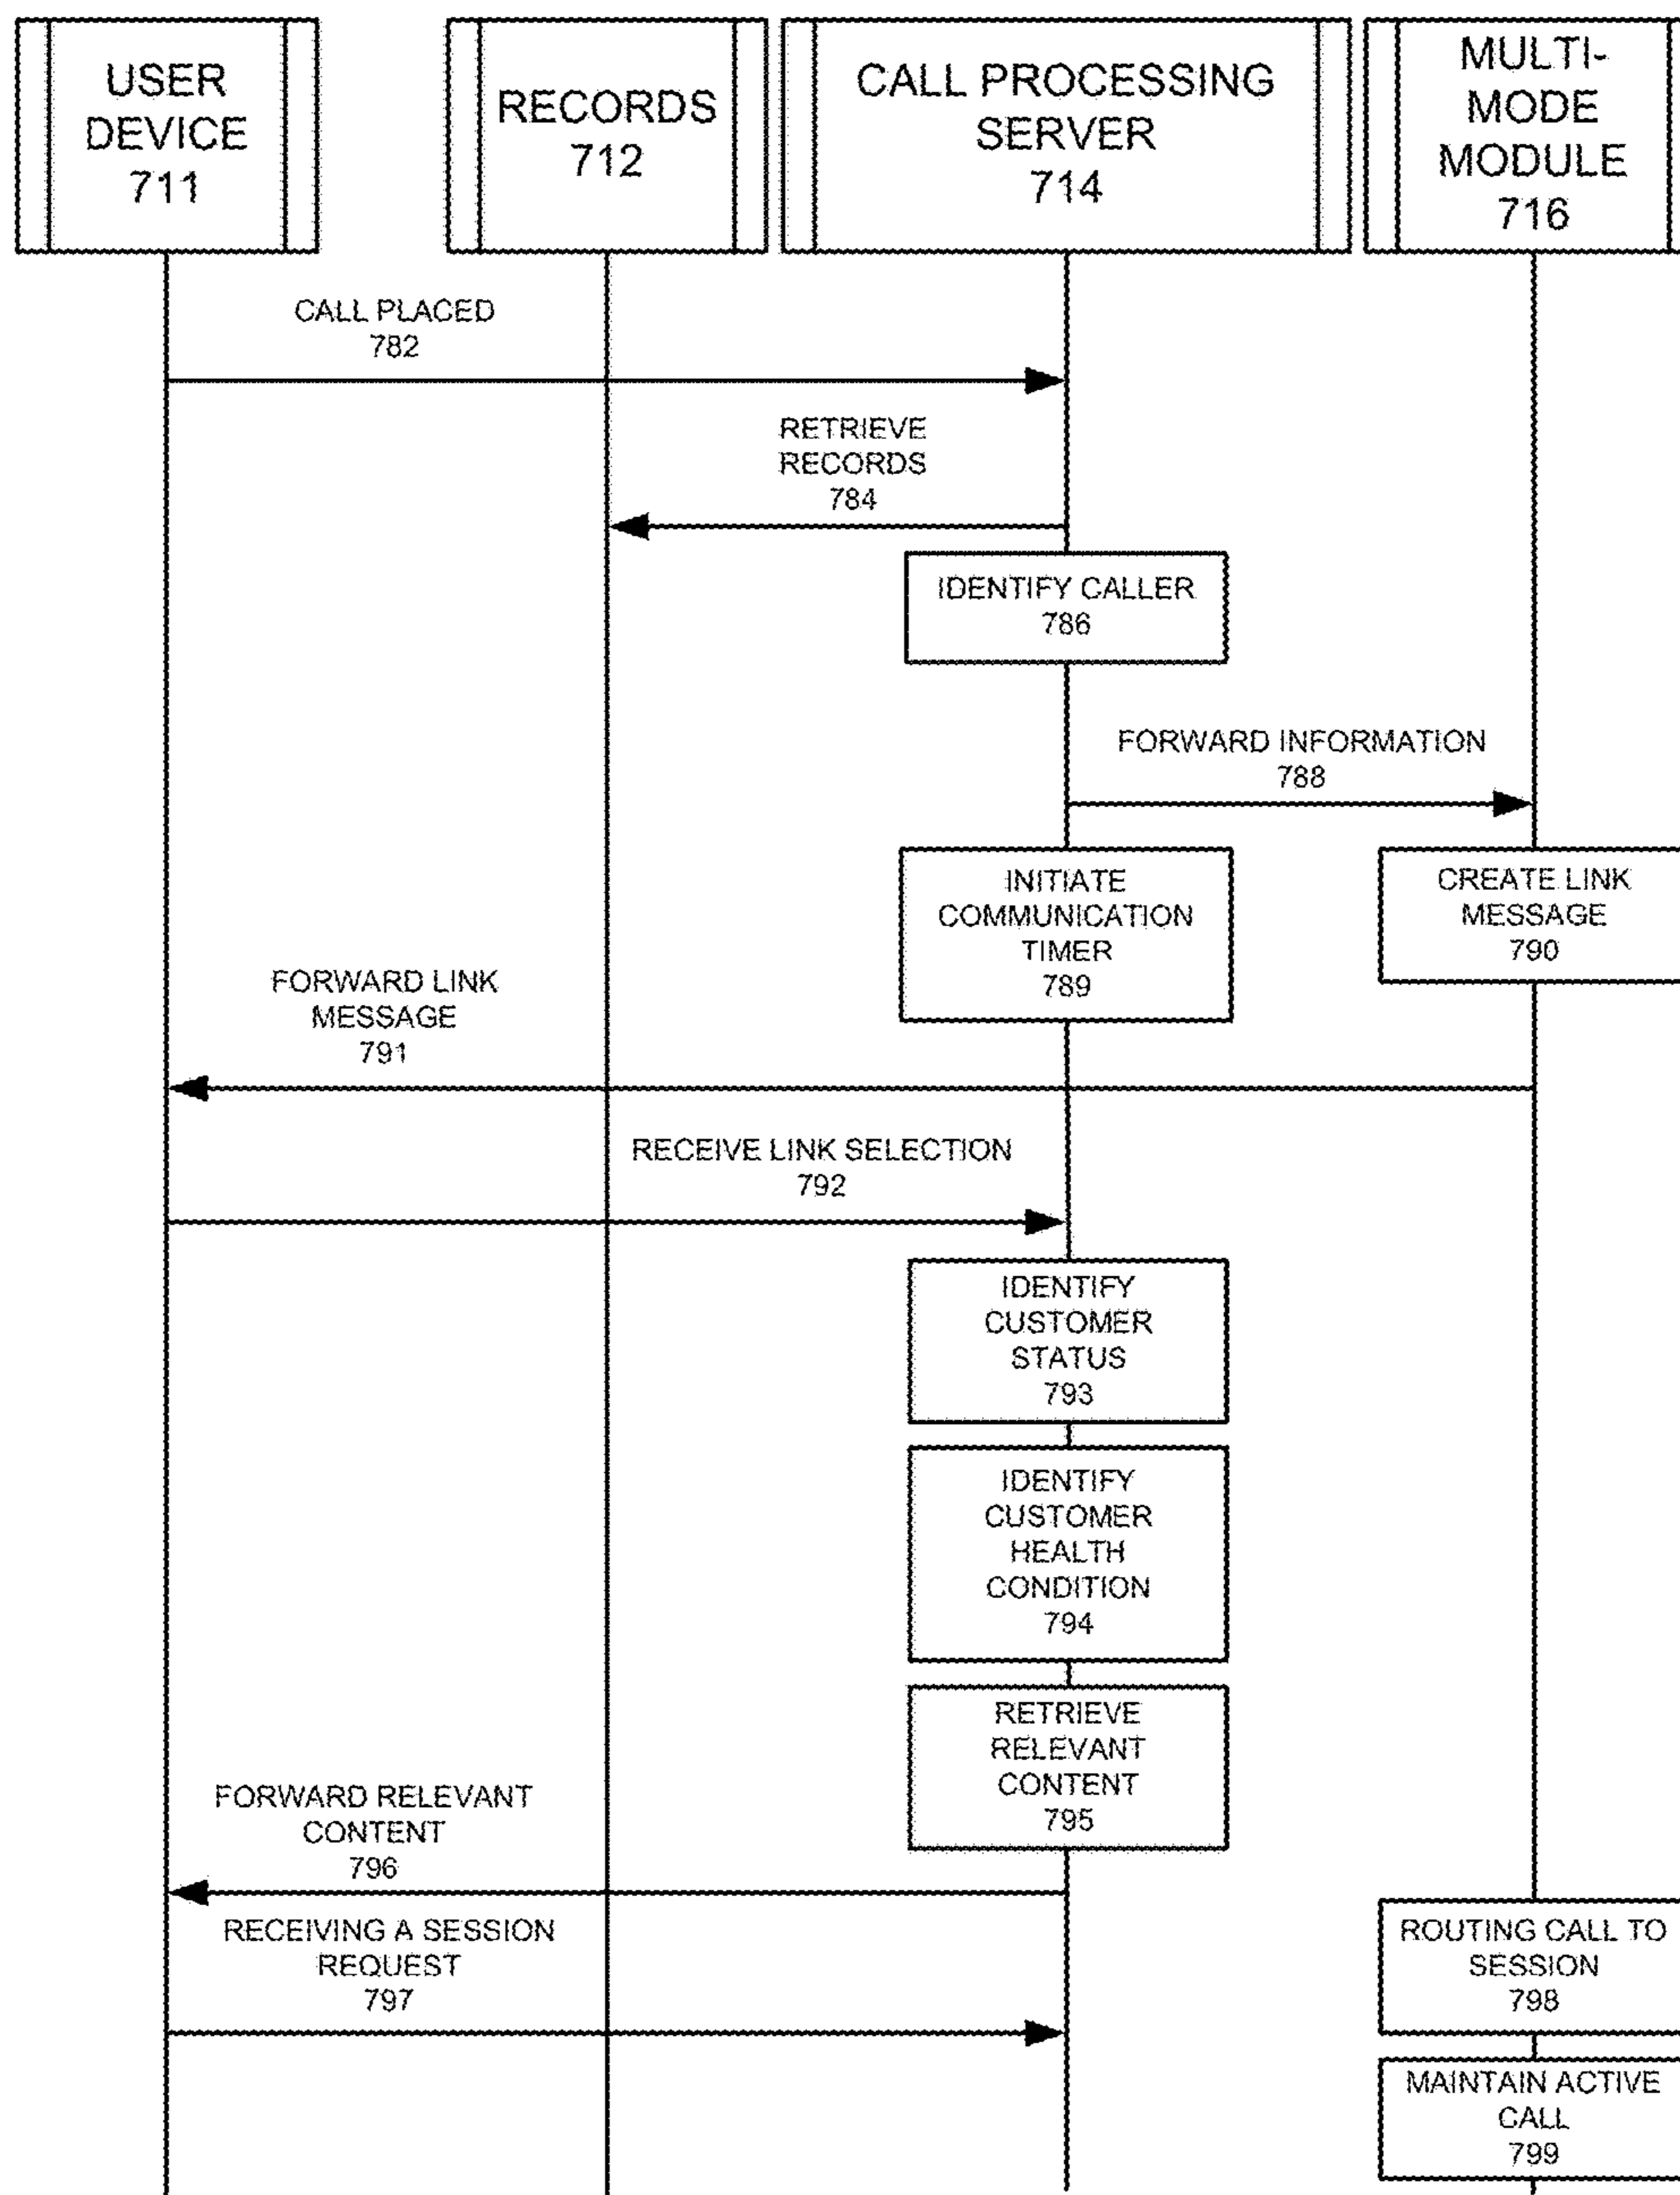 USER
DEVICE
711
RECORDS
712
CALL PROCESSING
SERVER
714
MULTI-
MODE
MODULE
716
CALL PLACED
782
RETRIEVE
RECORDS
784
IDENTIFY CALLER
786
FORWARD INFORMATION
788
INITIATE
COMMUNICATION
TIMER
789
CREATE LINK
MESSAGE
790
FORWARD LINK
MESSAGE
791
RECEIVE LINK SELECTION
792
IDENTIFY
CUSTOMER
STATUS
793
IDENTIFY
CUSTOMER
HEALTH
CONDITION
794
RETRIEVE
RELEVANT
CONTENT
795
FORWARD RELEVANT
CONTENT
796
RECEIVING A SESSION
REQUEST
797
ROUTING CALL TO
SESSION
798
MAINTAIN ACTIVE
CALL
799